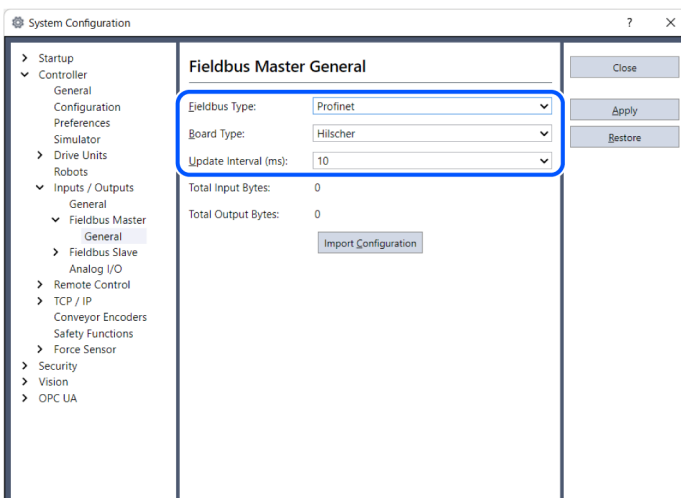 System Configuration
?
Startup
Controller
General
Configuration
Preferences
Simulator
Drive Units
Robots
Inputs / Outputs
General
Fieldbus Master
General
Fieldbus Slave
Analog I/O
Remote Control
TCP / IP
Conveyor Encoders
Safety Functions
Force Sensor
Security
Vision
OPC UA
Fieldbus Master General
Fieldbus Type: Profinet
Board Type: Hilscher
Update Interval (ms): 10
Total Input Bytes: 0
Total Output Bytes: 0
Import Configuration
Close
Apply
Restore